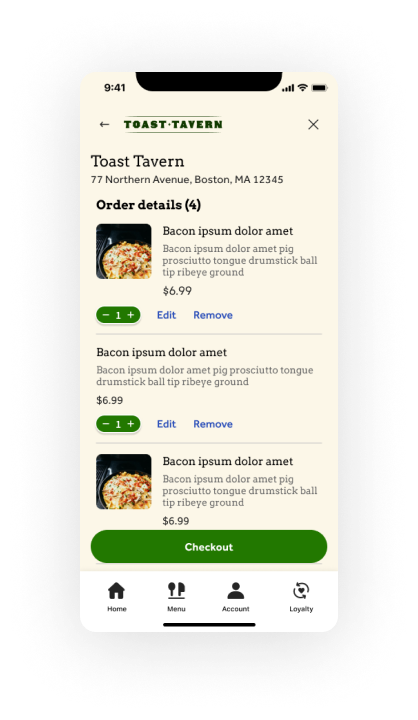 9:41
TOAST·TAVERN
Toast Tavern
77 Northern Avenue, Boston, MA 12345
Order details (4)
Bacon ipsum dolor amet
Bacon ipsum dolor amet pig
prosciutto tongue drumstick ball
tip ribeye ground
$6.99
− 1 + Edit Remove
Bacon ipsum dolor amet
Bacon ipsum dolor amet pig prosciutto tongue
drumstick ball tip ribeye ground
$6.99
− 1 + Edit Remove
Bacon ipsum dolor amet
Bacon ipsum dolor amet pig
prosciutto tongue drumstick ball
tip ribeye ground
$6.99
Checkout
Home Menu Account Loyalty